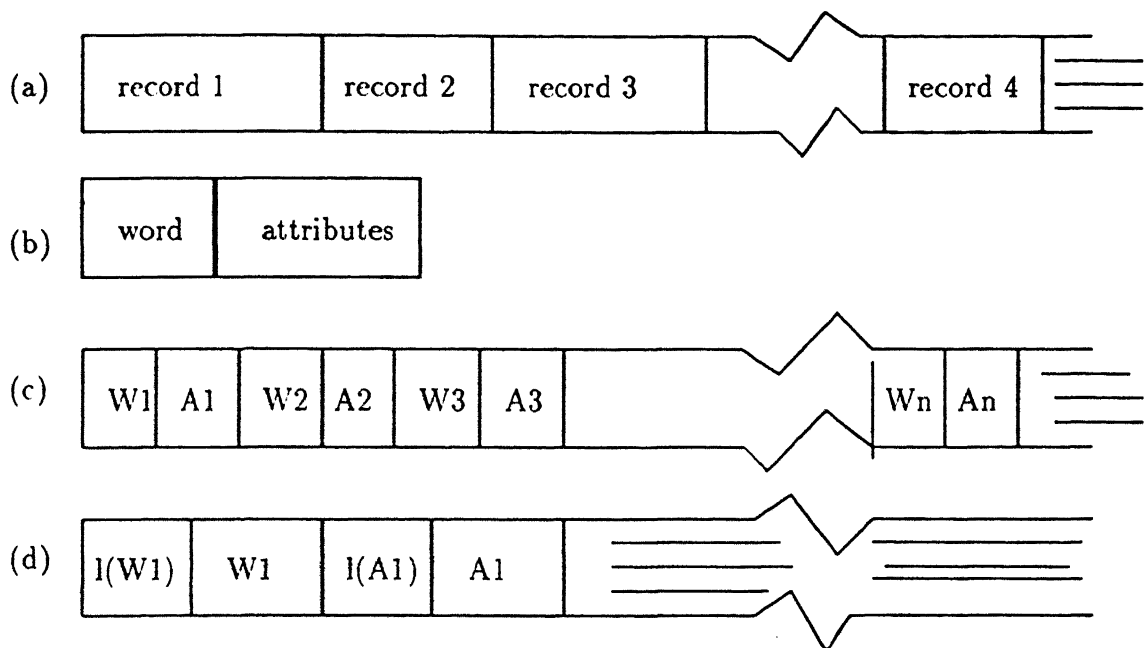 (a) record 1 record 2 record 3 record 4
(b) word attributes
(c) W1 A1 W2 A2 W3 A3 Wn An
(d) l(W1) W1 l(A1) A1